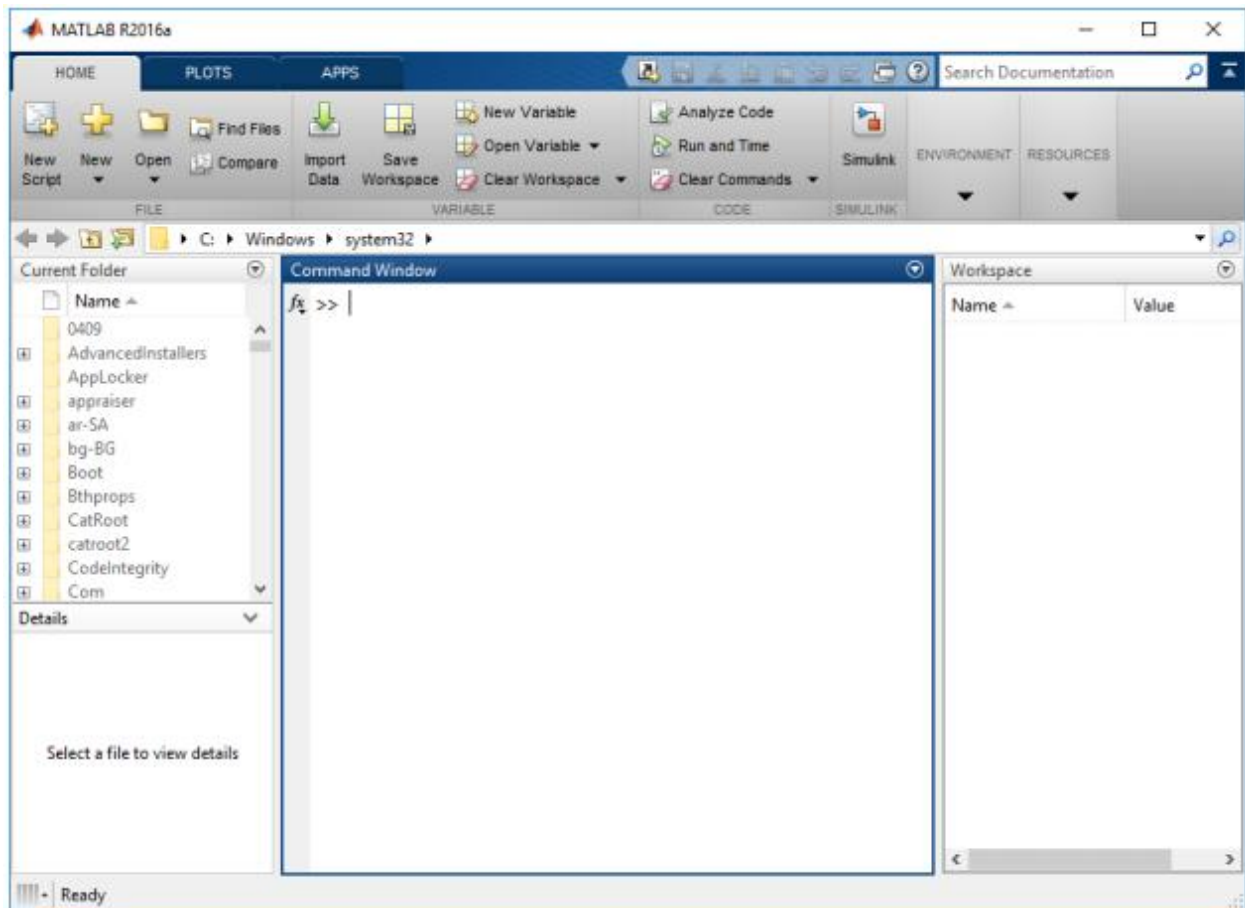 MATLAB R2016a
HOME PLOTS APPS Search Documentation
New Script
New
Open
Find Files
Compare
FILE
Import Data
Save Workspace
New Variable
Open Variable
Clear Workspace
VARIABLE
Analyze Code
Run and Time
Clear Commands
CODE
Simulink
SIMULINK
ENVIRONMENT
RESOURCES
C: Windows system32
Current Folder
Name
0409
AdvancedInstallers
AppLocker
appraiser
ar-SA
bg-BG
Boot
Bthprops
CatRoot
catroot2
CodeIntegrity
Com
Details
Select a file to view details
Command Window
fx >>
Workspace
Name Value
Ready